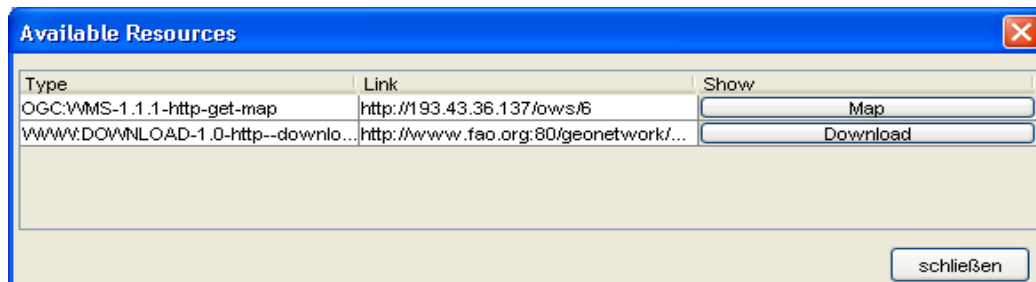 Available Resources
Type Link Show
OGC:WMS-1.1.1-http-get-map http://193.43.36.137/ows/6 Map
WWW:DOWNLOAD-1.0-http--downlo... http://www.fao.org:80/geonetwork/... Download
schließen